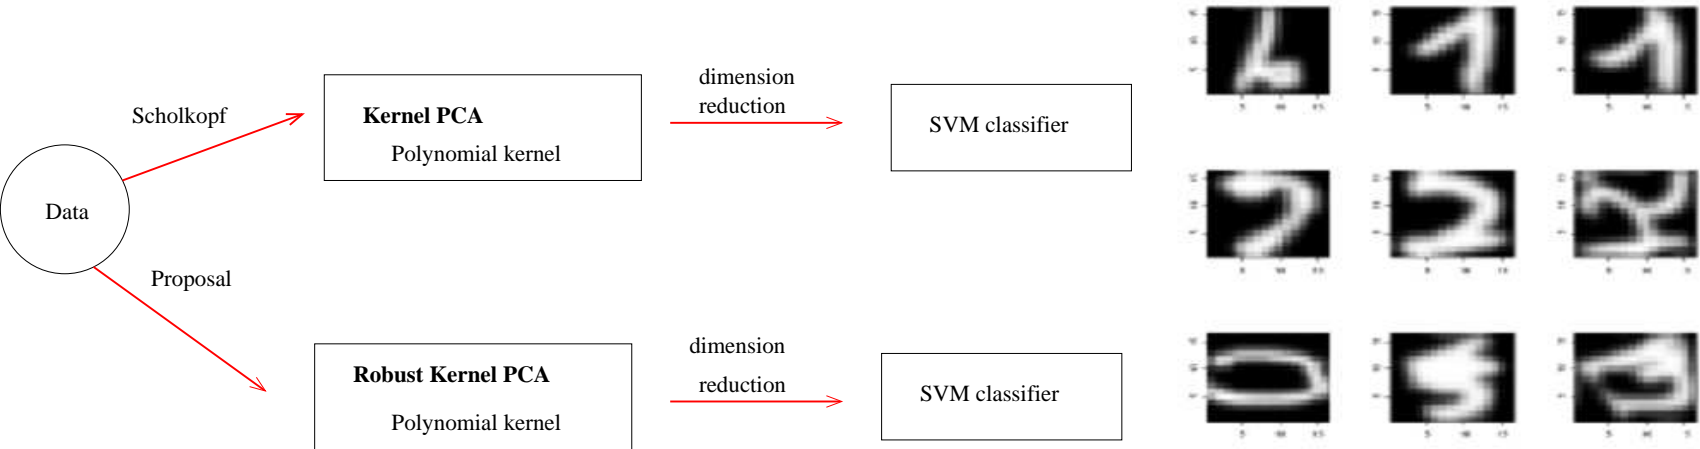 Data
Scholkopf
Kernel PCA
Polynomial kernel
dimension
reduction
SVM classifier
Proposal
Robust Kernel PCA
Polynomial kernel
dimension
reduction
SVM classifier